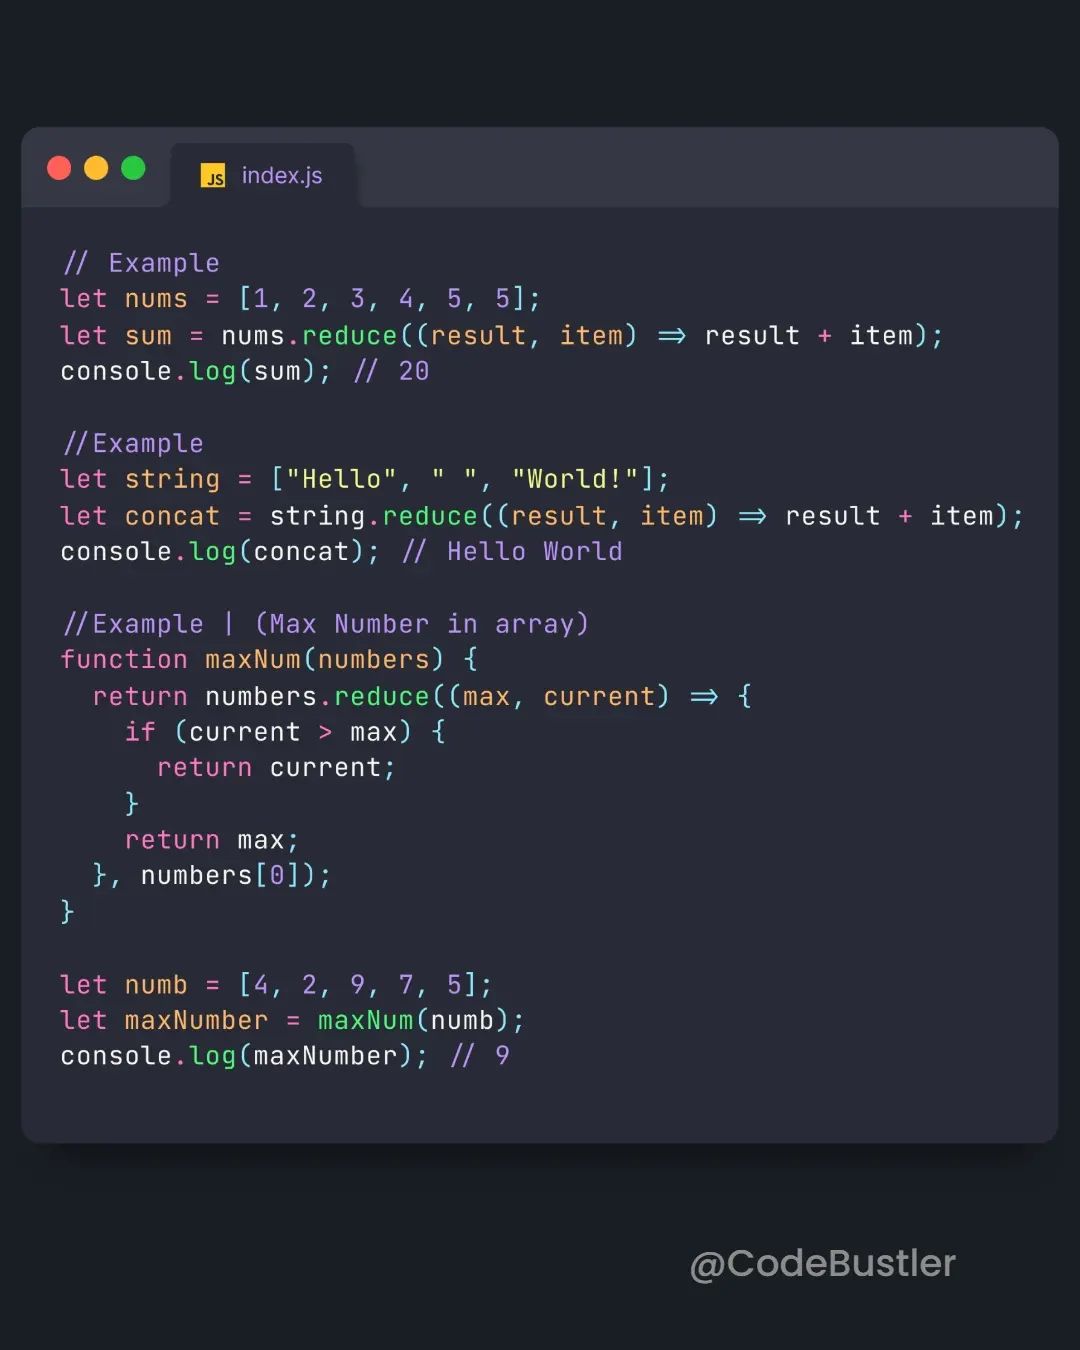 JS index.js
// Example
let nums = [1, 2, 3, 4, 5, 5];
let sum = nums.reduce((result, item) => result + item);
console.log(sum); // 20
//Example
let string = ["Hello", " ", "World!"];
let concat = string.reduce((result, item) => result + item);
console.log(concat); // Hello World
//Example | (Max Number in array)
function maxNum(numbers) {
  return numbers.reduce((max, current) => {
    if (current > max) {
      return current;
    }
    return max;
  }, numbers[0]);
}
let numb = [4, 2, 9, 7, 5];
let maxNumber = maxNum(numb);
console.log(maxNumber); // 9
@CodeBustler